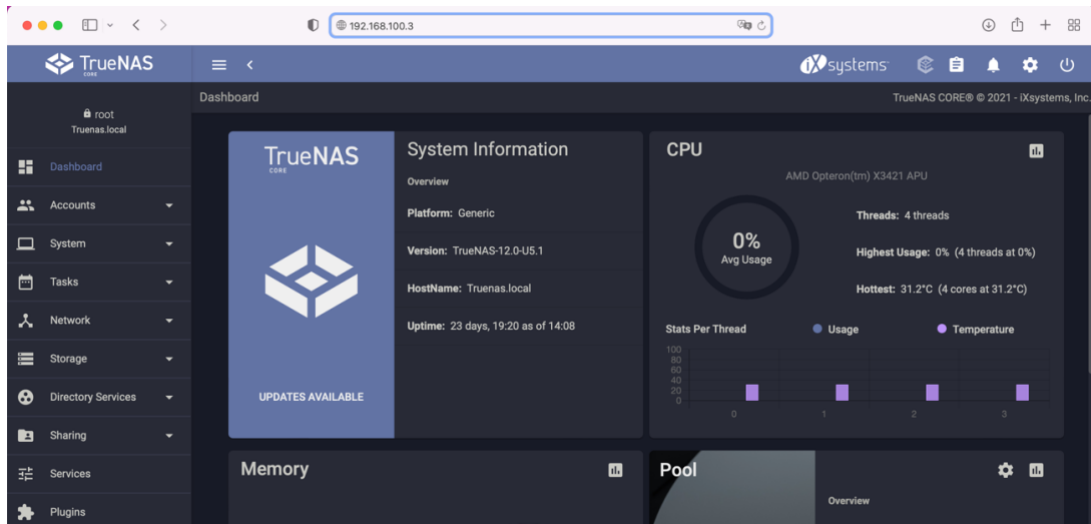 192.168.100.3
TrueNAS
CORE
iXsystems
root
Truenas.local
Dashboard
TrueNAS CORE® © 2021 - iXsystems, Inc.
Dashboard
Accounts
System
Tasks
Network
Storage
Directory Services
Sharing
Services
Plugins
TrueNAS
CORE
UPDATES AVAILABLE
System Information
Overview
Platform: Generic
Version: TrueNAS-12.0-U5.1
HostName: Truenas.local
Uptime: 23 days, 19:20 as of 14:08
CPU
AMD Opteron(tm) X3421 APU
0%
Avg Usage
Threads: 4 threads
Highest Usage: 0% (4 threads at 0%)
Hottest: 31.2°C (4 cores at 31.2°C)
Stats Per Thread
Usage
Temperature
100
80
60
40
20
0
0 1 2 3
Memory
Pool
Overview